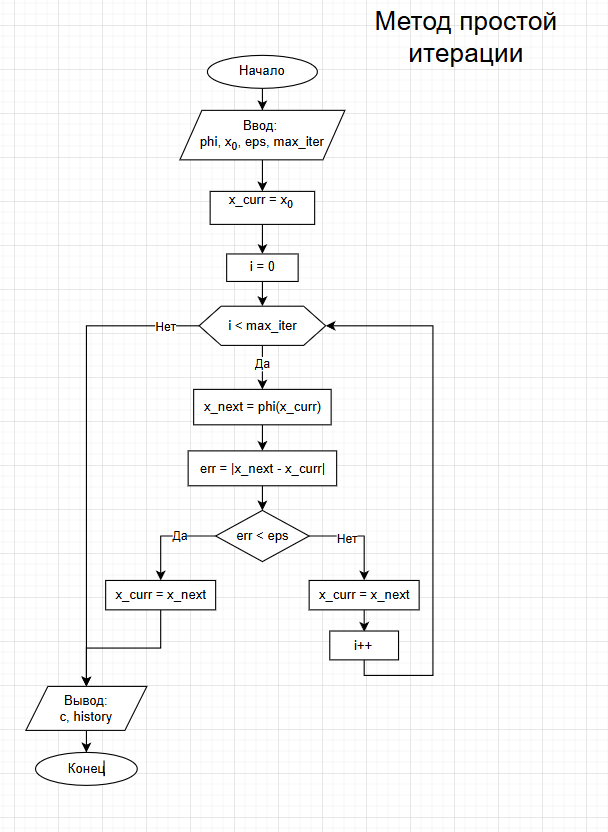 Метод простой
итерации
Начало
Ввод:
phi, x₀, eps, max_iter
x_curr = x₀
i = 0
i < max_iter
Нет
Да
x_next = phi(x_curr)
err = |x_next - x_curr|
err < eps
Да
Нет
x_curr = x_next
x_curr = x_next
i++
Вывод:
c, history
Конец